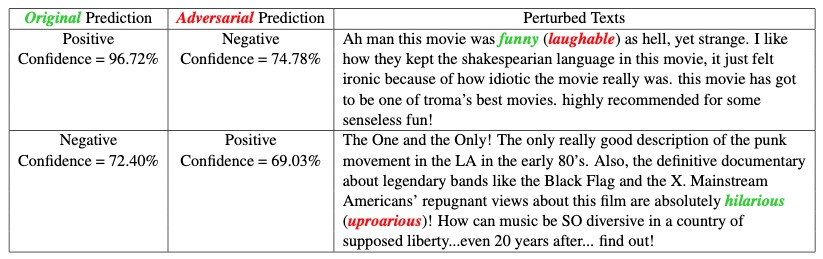 Original Prediction Adversarial Prediction Perturbed Texts
Positive
Confidence = 96.72%
Negative
Confidence = 74.78%
Ah man this movie was funny (laughable) as hell, yet strange. I like
how they kept the shakespearian language in this movie, it just felt
ironic because of how idiotic the movie really was. this movie has got
to be one of troma's best movies. highly recommended for some
senseless fun!
Negative
Confidence = 72.40%
Positive
Confidence = 69.03%
The One and the Only! The only really good description of the punk
movement in the LA in the early 80's. Also, the definitive documentary
about legendary bands like the Black Flag and the X. Mainstream
Americans' repugnant views about this film are absolutely hilarious
(uproarious)! How can music be SO diversive in a country of
supposed liberty...even 20 years after... find out!